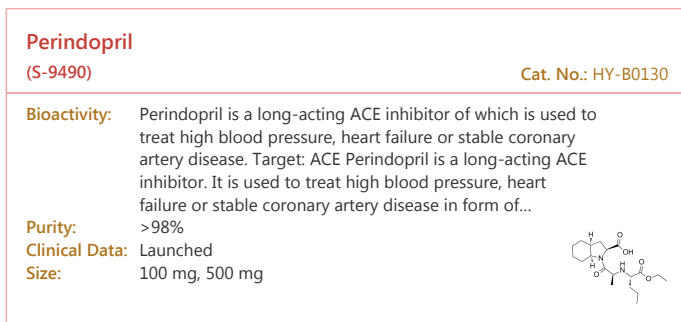 Perindopril
(S-9490)
Cat. No.: HY-B0130
Bioactivity: Perindopril is a long-acting ACE inhibitor of which is used to
treat high blood pressure, heart failure or stable coronary
artery disease. Target: ACE Perindopril is a long-acting ACE
inhibitor. It is used to treat high blood pressure, heart
failure or stable coronary artery disease in form of...
Purity: >98%
Clinical Data: Launched
Size: 100 mg, 500 mg
H
O
OH
N
H
H
N
O
O
O